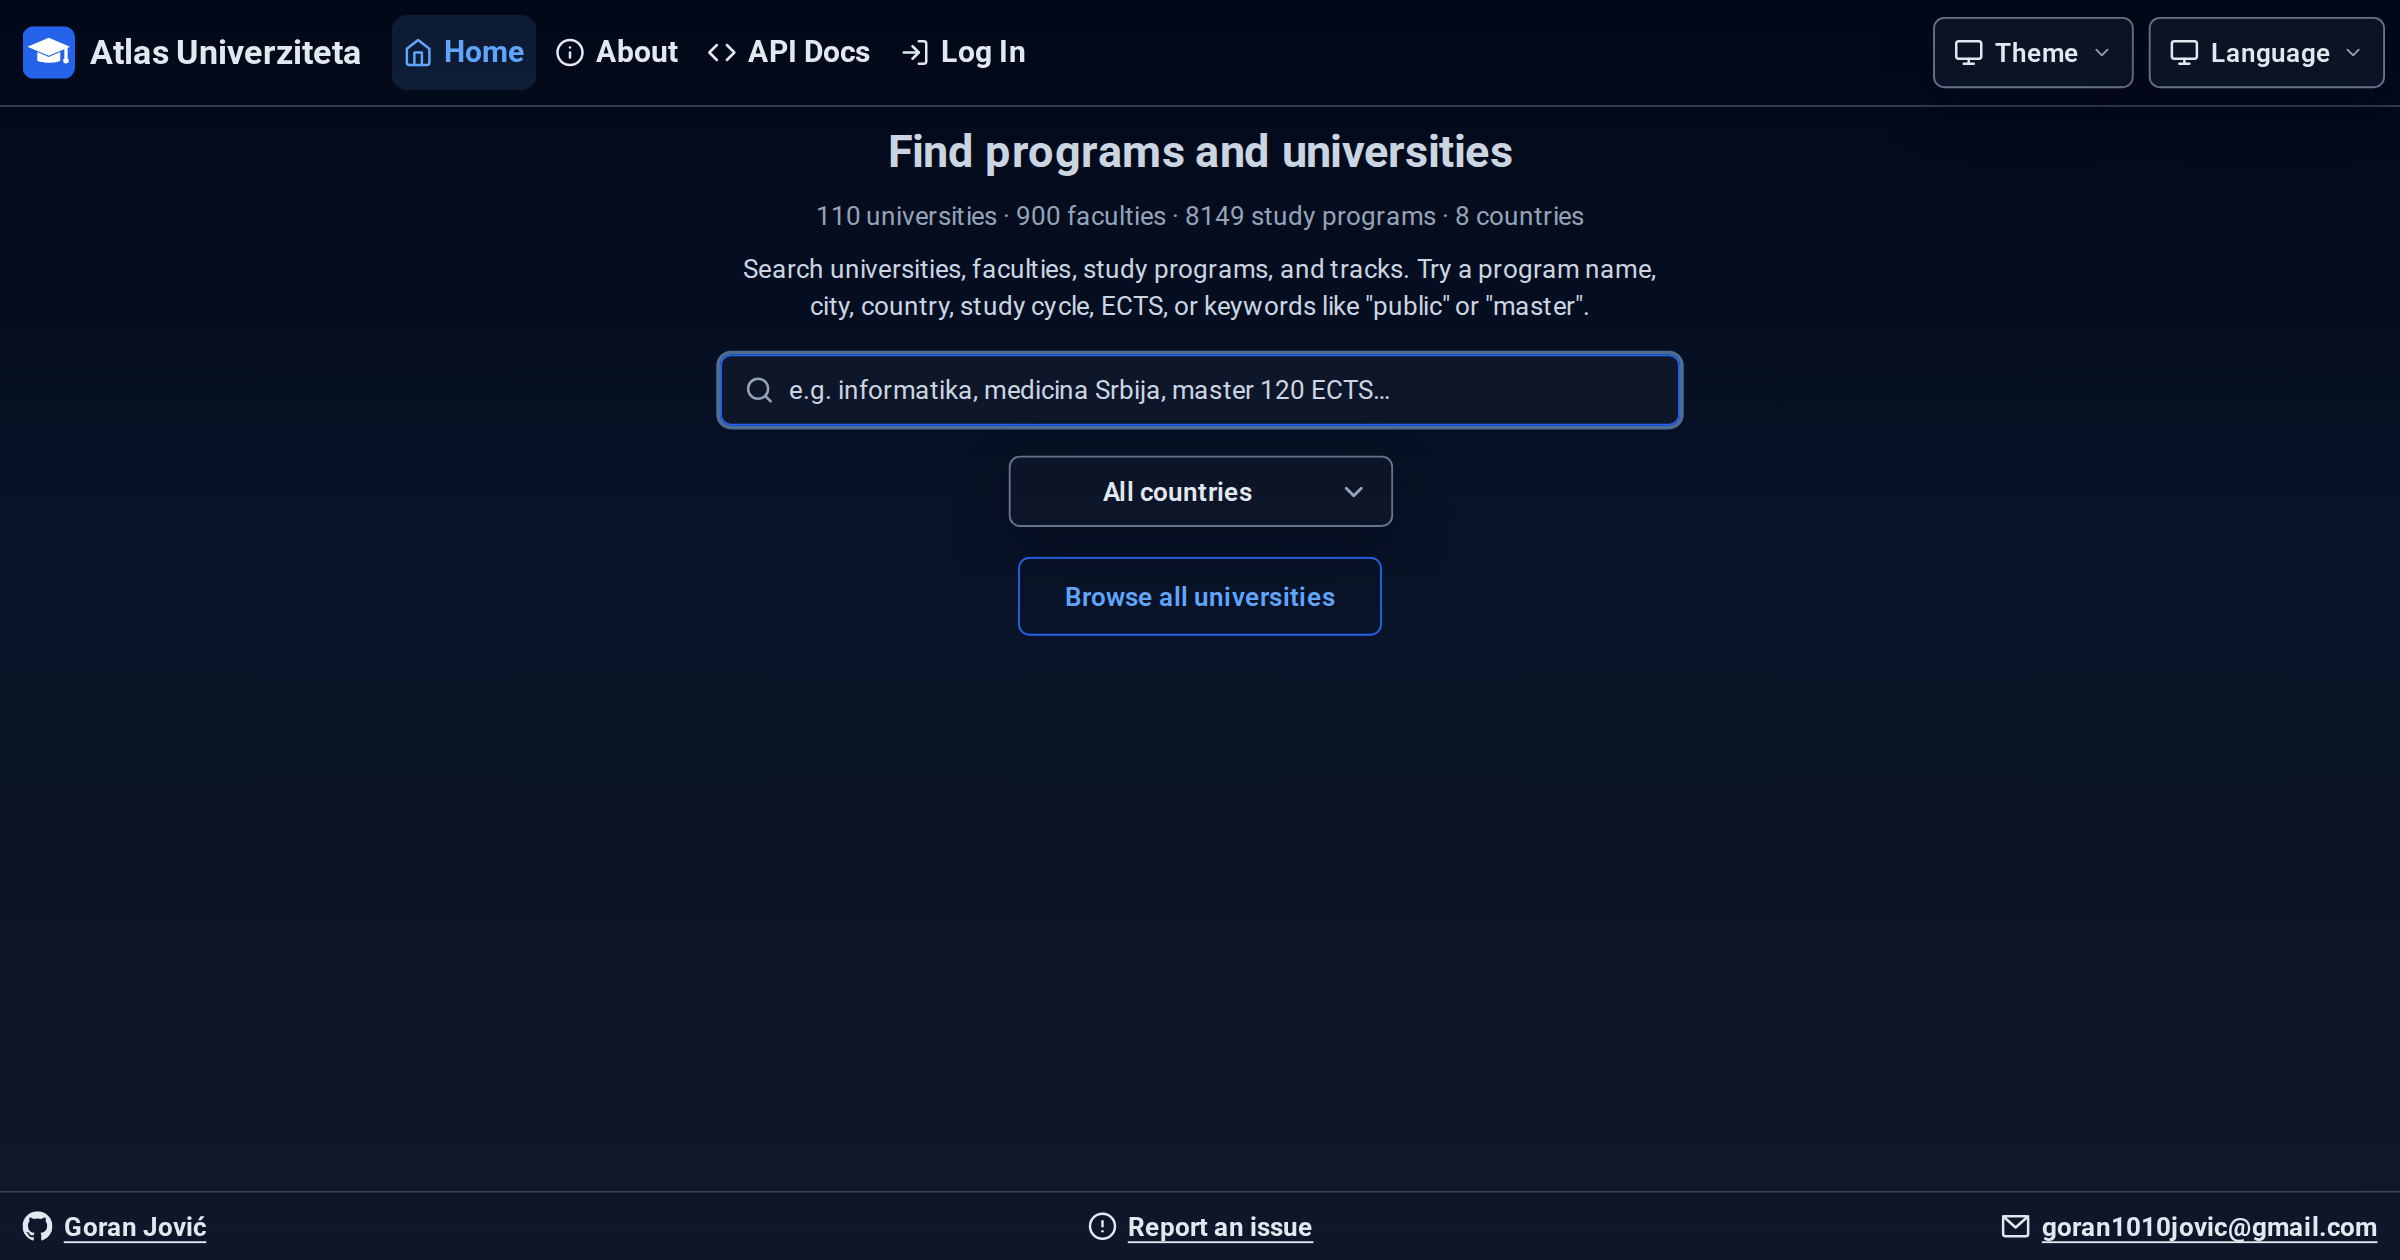 Atlas Univerziteta
Home
About
API Docs
Log In
Theme
Language
Find programs and universities
110 universities · 900 faculties · 8149 study programs · 8 countries
Search universities, faculties, study programs, and tracks. Try a program name,
city, country, study cycle, ECTS, or keywords like "public" or "master".
e.g. informatika, medicina Srbija, master 120 ECTS…
All countries
Browse all universities
Goran Jović
Report an issue
goran1010jovic@gmail.com